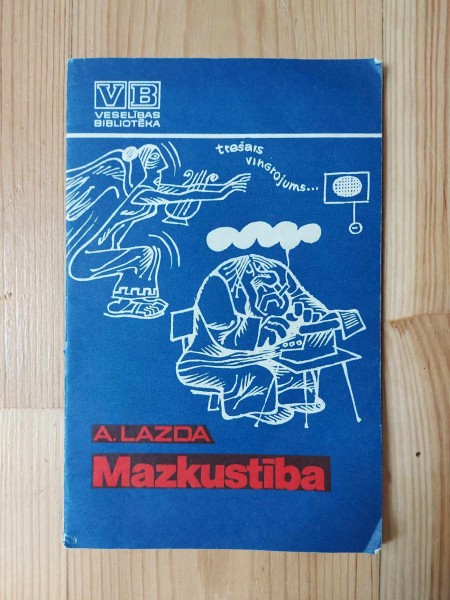 VB
VESELĪBAS
BIBLIOTĒKA
trešais
vingrojums...
A. LAZDA
Mazkustība